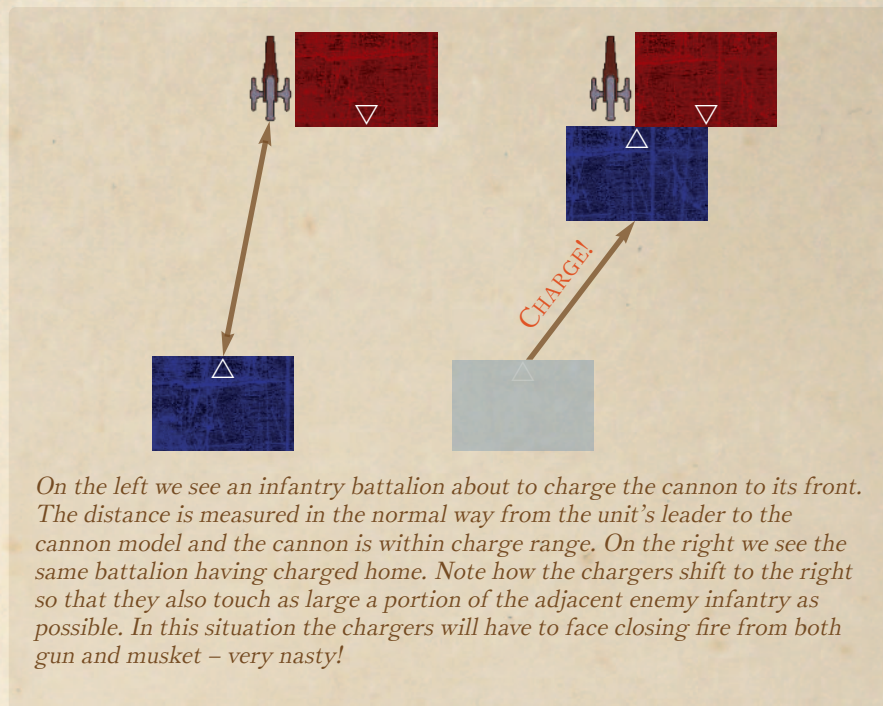 CHARGE!
On the left we see an infantry battalion about to charge the cannon to its front.
The distance is measured in the normal way from the unit's leader to the
cannon model and the cannon is within charge range. On the right we see the
same battalion having charged home. Note how the chargers shift to the right
so that they also touch as large a portion of the adjacent enemy infantry as
possible. In this situation the chargers will have to face closing fire from both
gun and musket – very nasty!